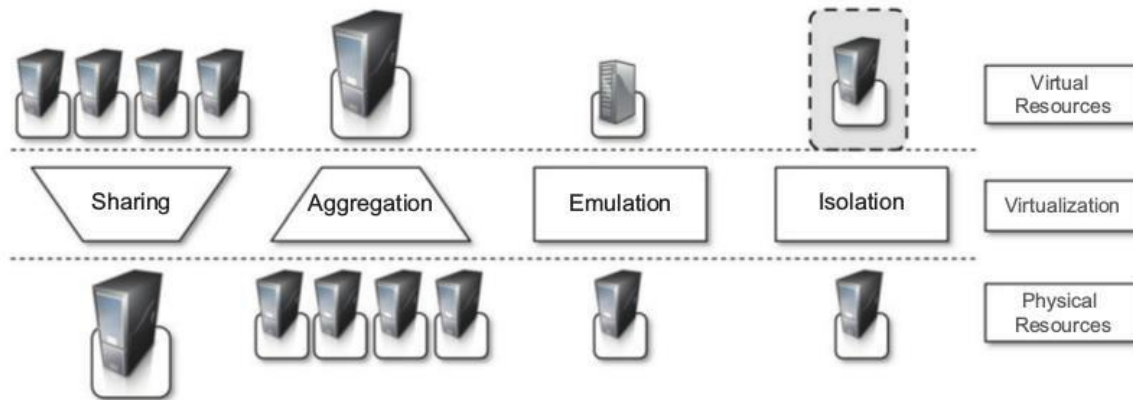 Virtual
Resources
Sharing
Aggregation
Emulation
Isolation
Virtualization
Physical
Resources